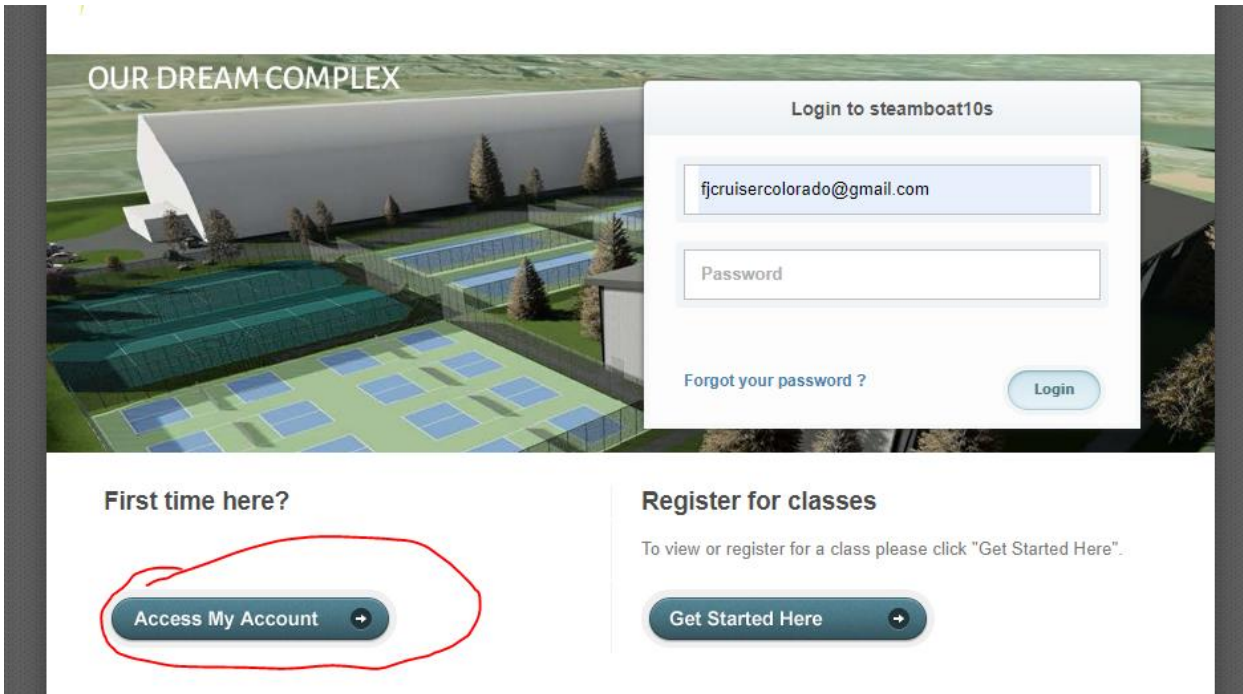 OUR DREAM COMPLEX
Login to steamboat10s
fjcruisercolorado@gmail.com
Password
Forgot your password ?
Login
First time here?
Access My Account
Register for classes
To view or register for a class please click "Get Started Here".
Get Started Here